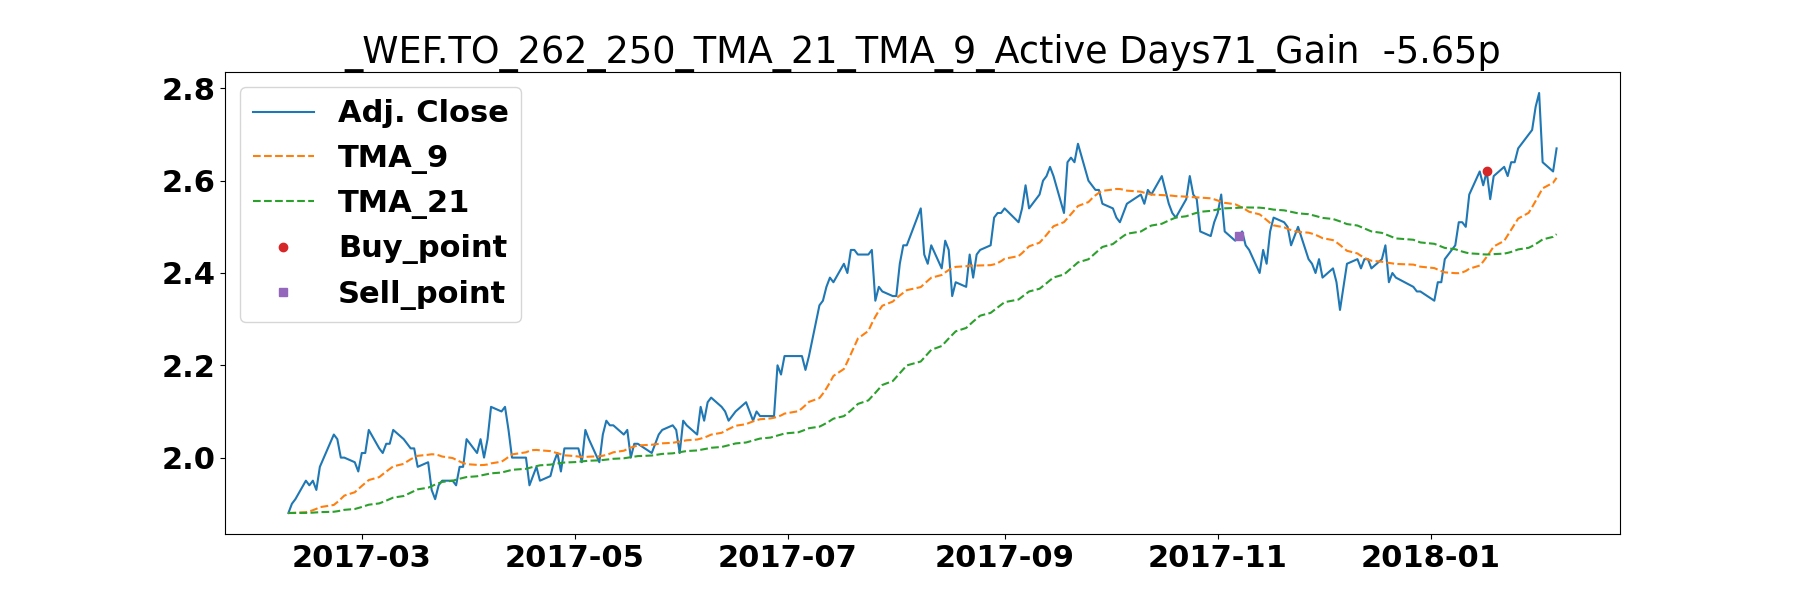 _WEF.TO_262_250_TMA_21_TMA_9_Active Days71_Gain  -5.65p
2.8
2.6
2.4
2.2
2.0
Adj. Close
TMA_9
TMA_21
Buy_point
Sell_point
2017-03
2017-05
2017-07
2017-09
2017-11
2018-01